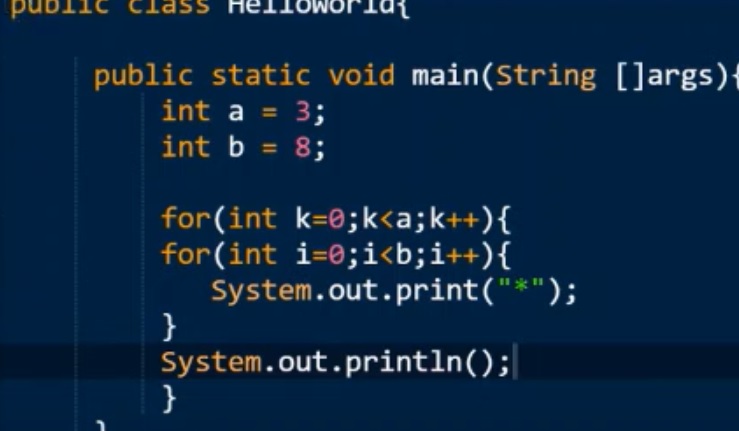 public class HelloWorld{
public static void main(String []args){
int a = 3;
int b = 8;
for(int k=0;k<a;k++){
for(int i=0;i<b;i++){
System.out.print("*");
}
System.out.println();
}
}